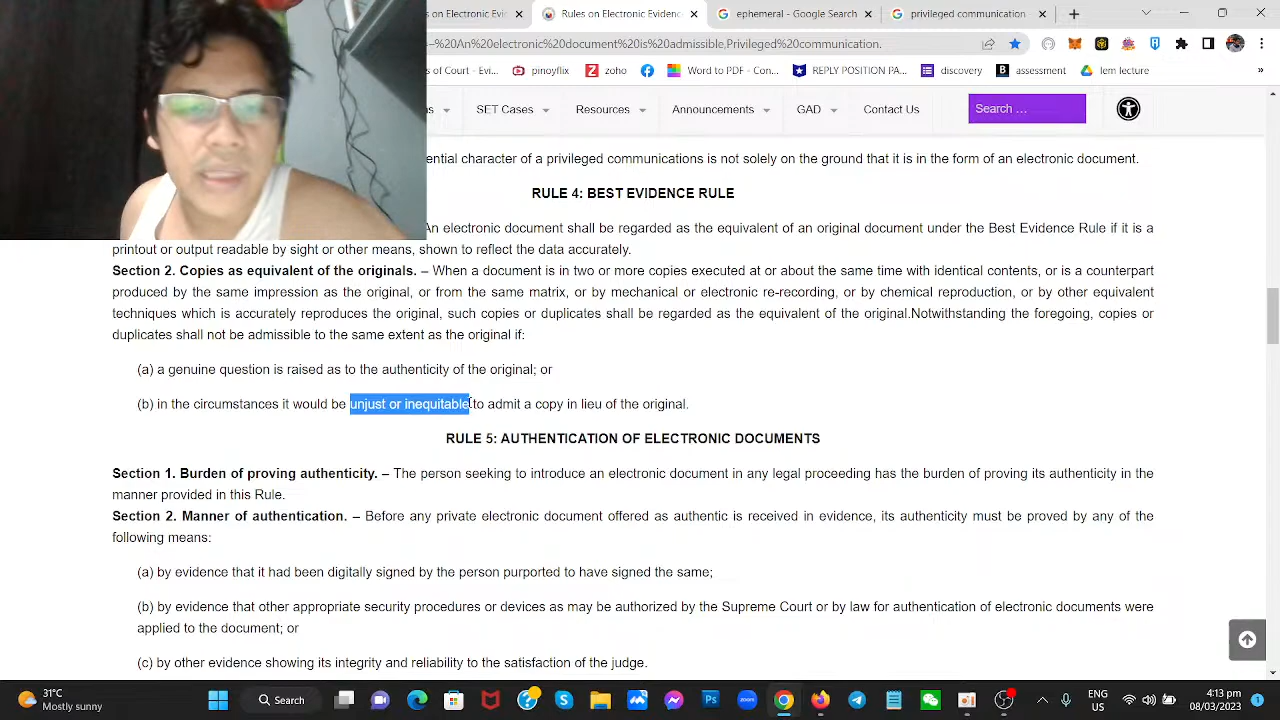 s on Electronic Evic
Rules on Electronic Evidenc
ephemeral - Google Search
privileged communication
An%20electronic%20document%20is%20admissible,Privileged%20communication.
s of Court - Evi...
pinoyflix
zoho
Word to PDF - Con...
REPLY POSITION PA...
discovery
assessment
lem lecture
SET Cases
Resources
Announcements
GAD
Contact Us
Search ...
ential character of a privileged communications is not solely on the ground that it is in the form of an electronic document.
RULE 4: BEST EVIDENCE RULE
An electronic document shall be regarded as the equivalent of an original document under the Best Evidence Rule if it is a
printout or output readable by sight or other means, shown to reflect the data accurately.
Section 2. Copies as equivalent of the originals. – When a document is in two or more copies executed at or about the same time with identical contents, or is a counterpart
produced by the same impression as the original, or from the same matrix, or by mechanical or electronic re-recording, or by chemical reproduction, or by other equivalent
techniques which is accurately reproduces the original, such copies or duplicates shall be regarded as the equivalent of the original.Notwithstanding the foregoing, copies or
duplicates shall not be admissible to the same extent as the original if:
(a) a genuine question is raised as to the authenticity of the original; or
(b) in the circumstances it would be unjust or inequitable to admit a copy in lieu of the original.
RULE 5: AUTHENTICATION OF ELECTRONIC DOCUMENTS
Section 1. Burden of proving authenticity. – The person seeking to introduce an electronic document in any legal proceeding has the burden of proving its authenticity in the
manner provided in this Rule.
Section 2. Manner of authentication. – Before any private electronic document offered as authentic is received in evidence, its authenticity must be proved by any of the
following means:
(a) by evidence that it had been digitally signed by the person purported to have signed the same;
(b) by evidence that other appropriate security procedures or devices as may be authorized by the Supreme Court or by law for authentication of electronic documents were
applied to the document; or
(c) by other evidence showing its integrity and reliability to the satisfaction of the judge.
31°C
Mostly sunny
Search
ENG
US
4:13 pm
08/03/2023